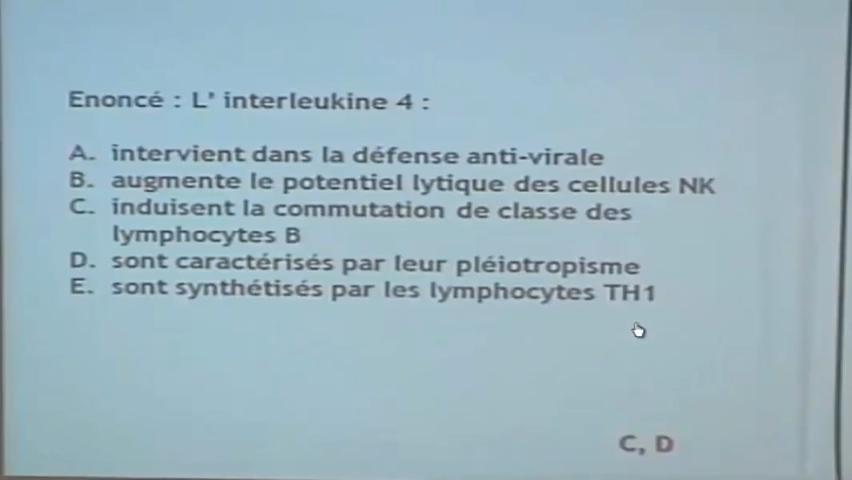 Enoncé : L' interleukine 4 :
A. intervient dans la défense anti-virale
B. augmente le potentiel lytique des cellules NK
C. induisent la commutation de classe des
lymphocytes B
D. sont caractérisés par leur pléiotropisme
E. sont synthétisés par les lymphocytes TH1
C, D